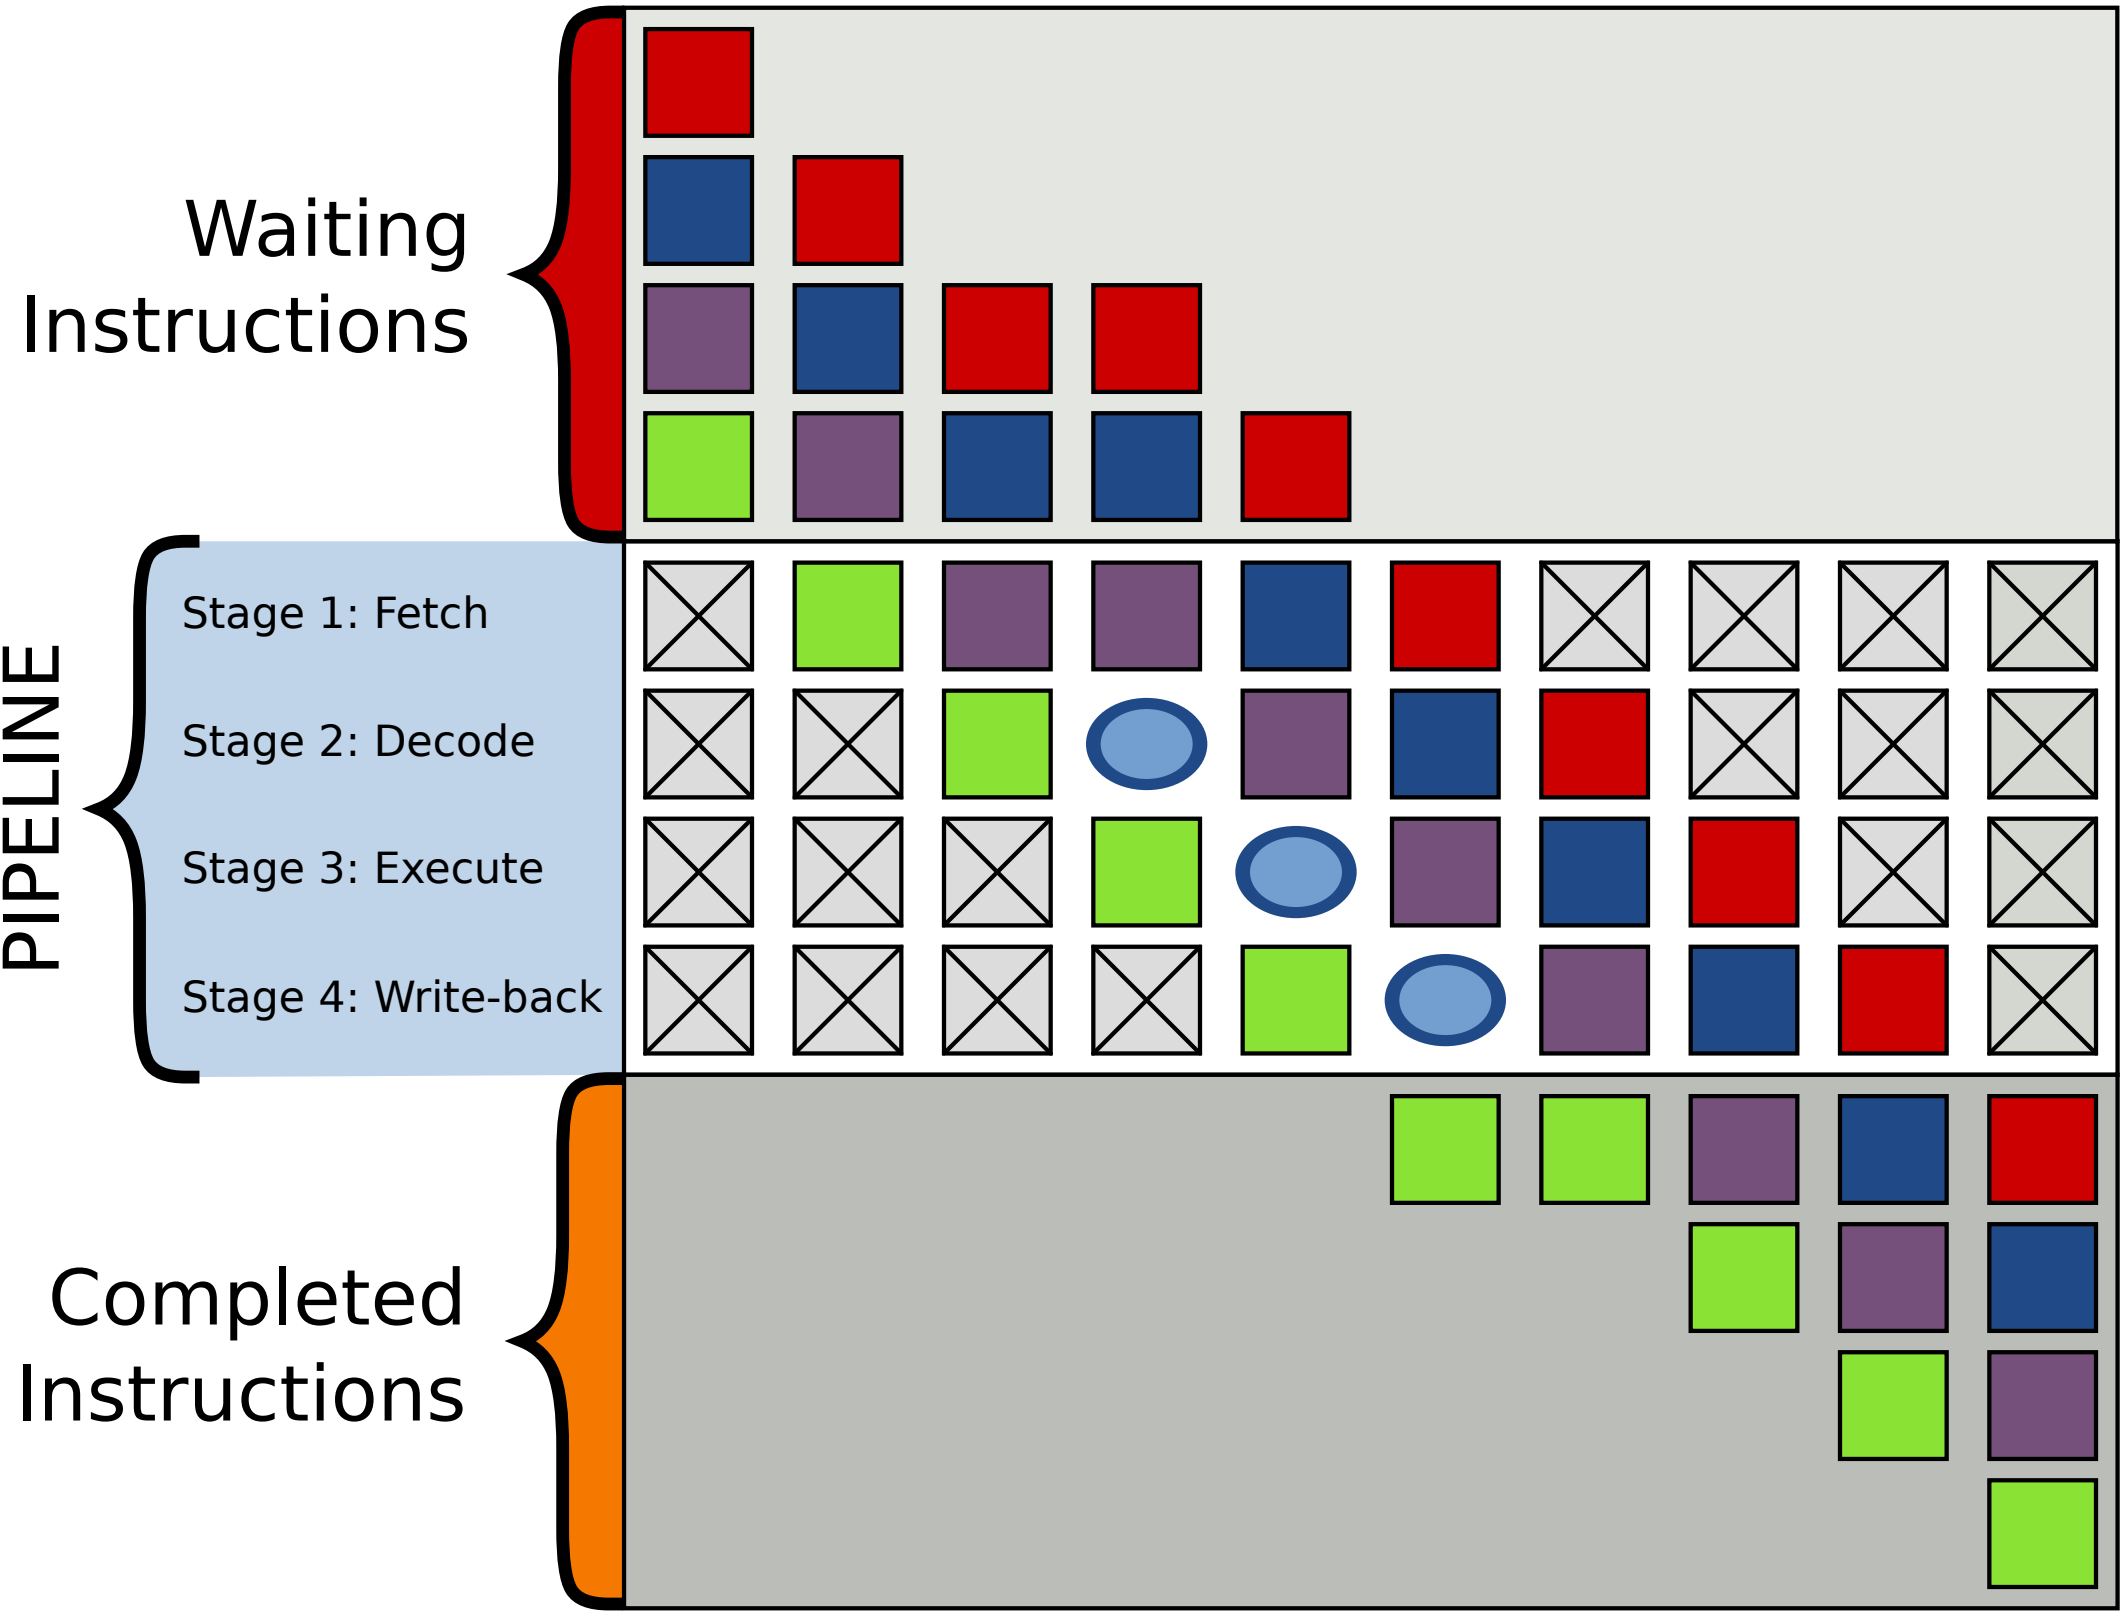 Waiting
Instructions
PIPELINE
Stage 1: Fetch
Stage 2: Decode
Stage 3: Execute
Stage 4: Write-back
Completed
Instructions